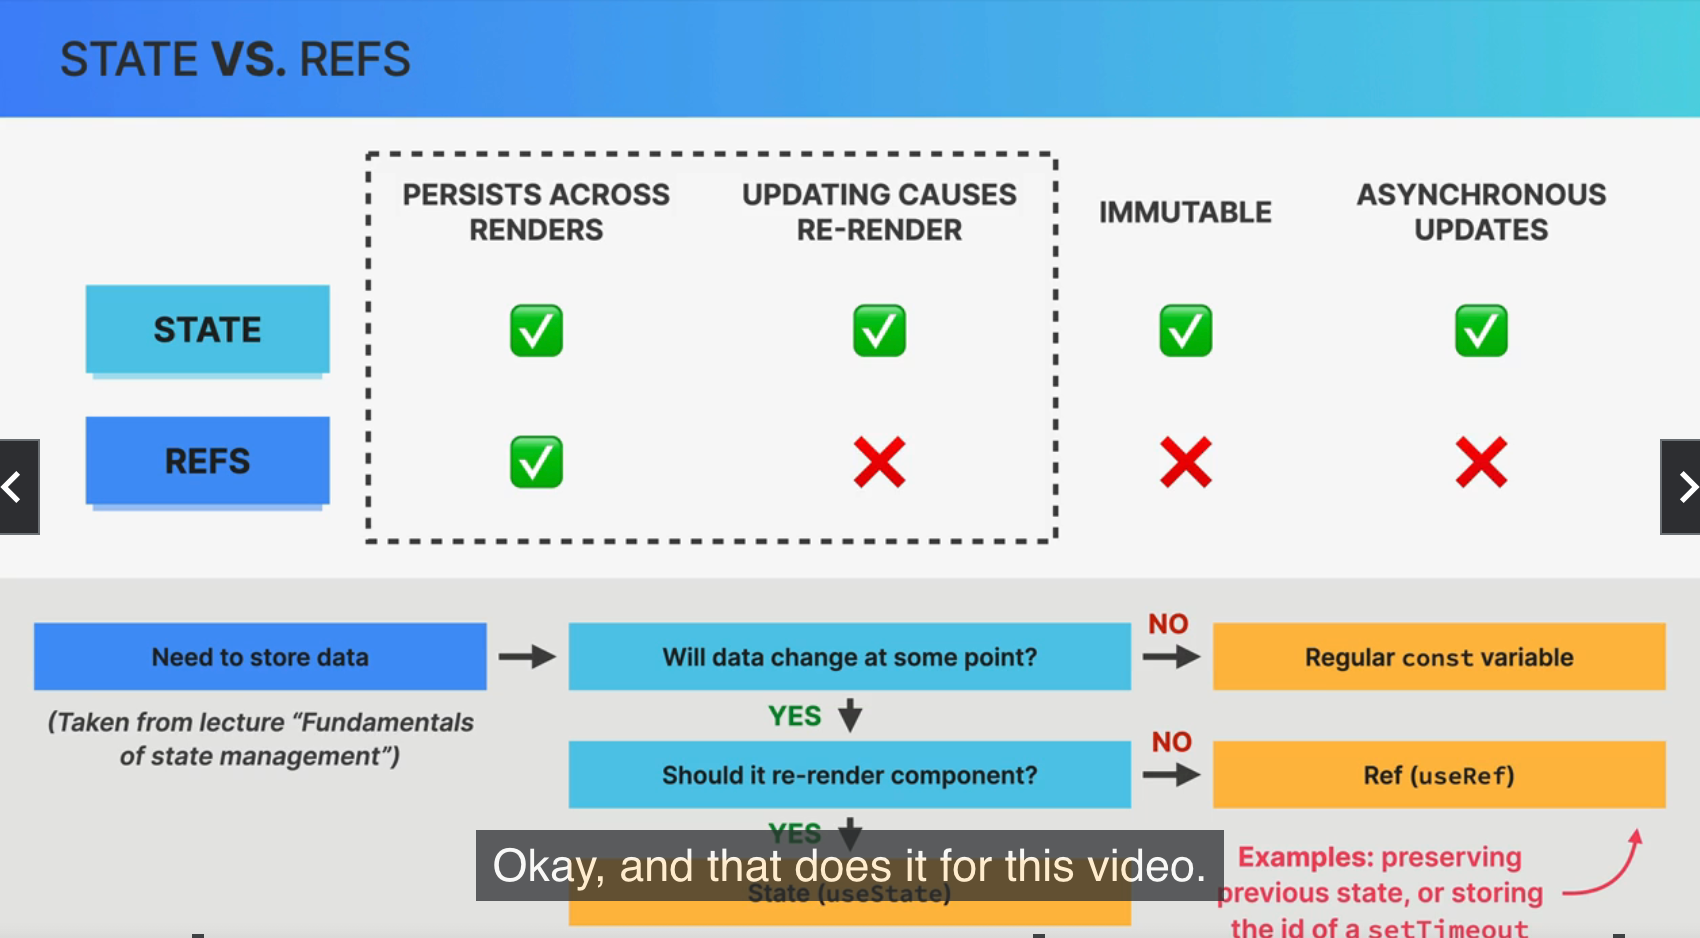 STATE VS. REFS
PERSISTS ACROSS
RENDERS
UPDATING CAUSES
RE-RENDER
IMMUTABLE
ASYNCHRONOUS
UPDATES
STATE
REFS
Need to store data
(Taken from lecture “Fundamentals
of state management”)
Will data change at some point?
NO
Regular const variable
YES
Should it re-render component?
NO
Ref (useRef)
YES
State (useState)
Okay, and that does it for this video.
Examples: preserving
previous state, or storing
the id of a setTimeout